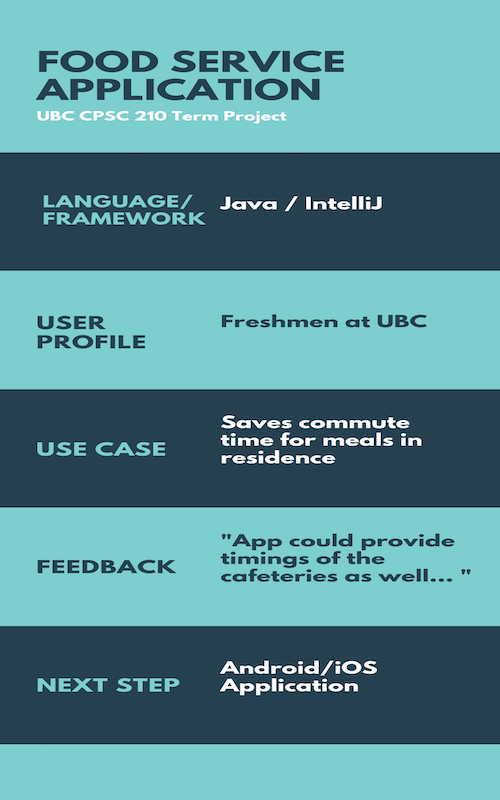 FOOD SERVICE
APPLICATION
UBC CPSC 210 Term Project
LANGUAGE/
FRAMEWORK
Java / IntelliJ
USER
PROFILE
Freshmen at UBC
USE CASE
Saves commute
time for meals in
residence
FEEDBACK
"App could provide
timings of the
cafeteries as well... "
NEXT STEP
Android/iOS
Application